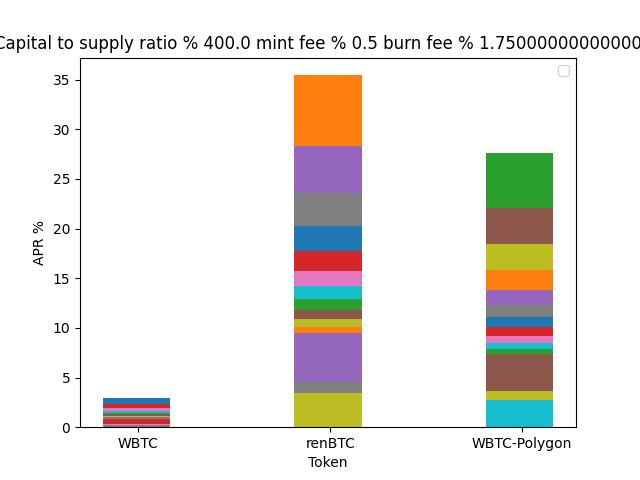 Capital to supply ratio % 400.0 mint fee % 0.5 burn fee % 1.75000000000000
35
30
25
20
15
10
5
0
APR %
WBTC renBTC WBTC-Polygon
Token